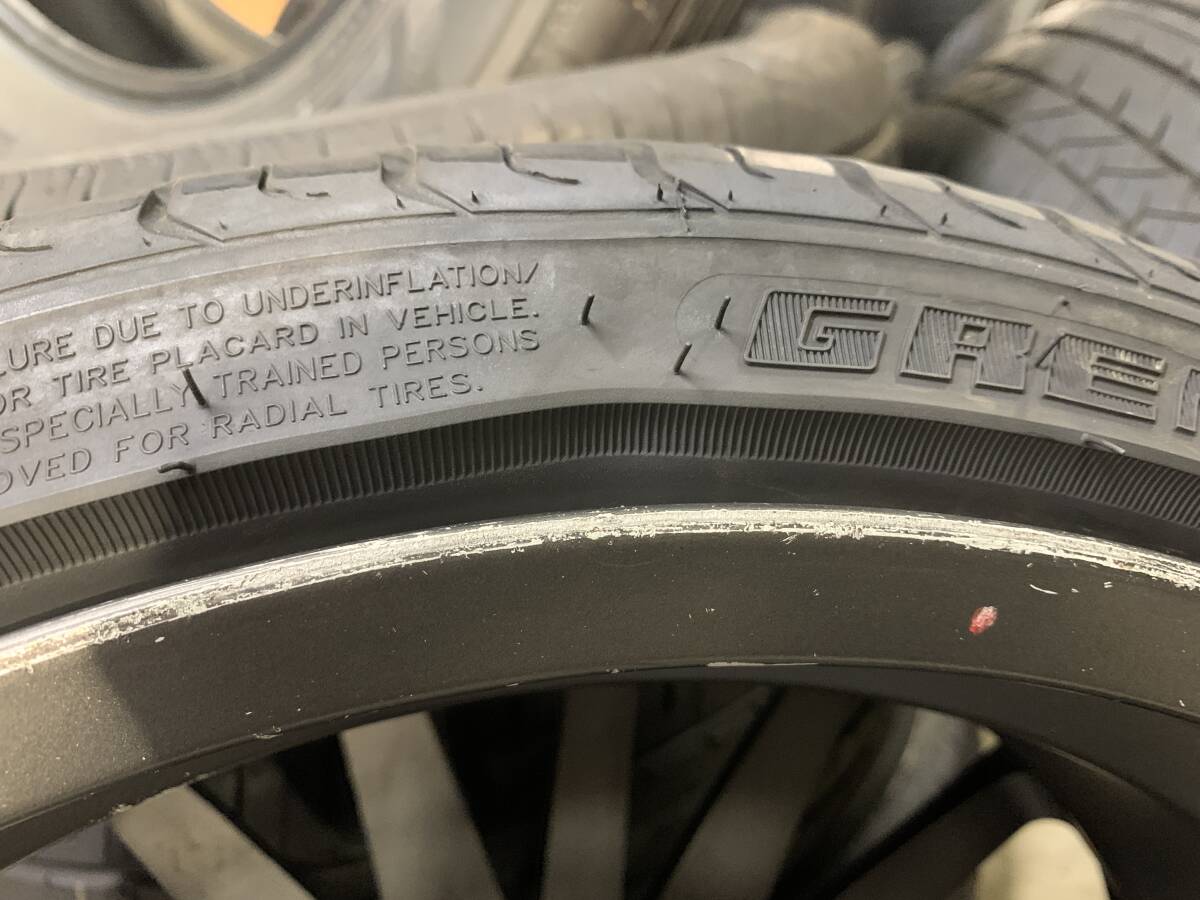 LURE DUE TO UNDERINFLATION/
OR TIRE PLACARD IN VEHICLE.
SPECIALLY TRAINED PERSONS
OVED FOR RADIAL TIRES.
GRE